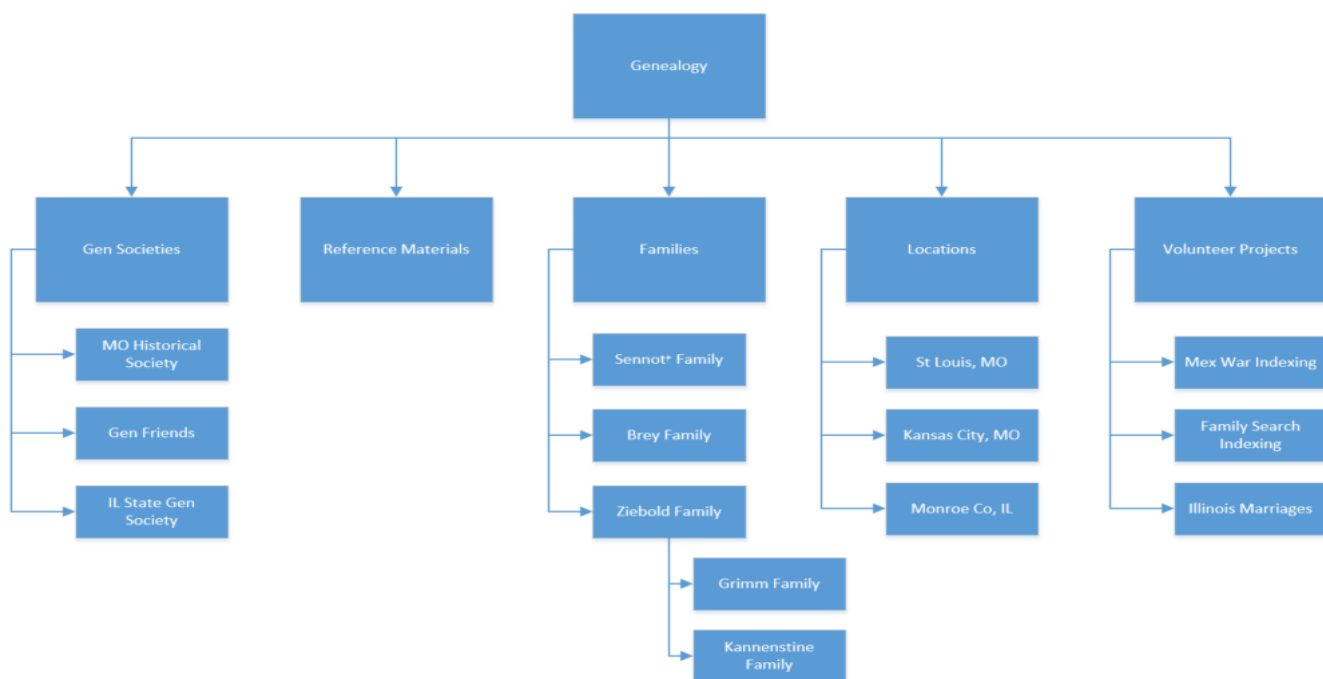 Genealogy
Gen Societies
Reference Materials
Families
Locations
Volunteer Projects
MO Historical
Society
Gen Friends
IL State Gen
Society
Sennot⁺ Family
Brey Family
Ziebold Family
Grimm Family
Kannenstine
Family
St Louis, MO
Kansas City, MO
Monroe Co, IL
Mex War Indexing
Family Search
Indexing
Illinois Marriages